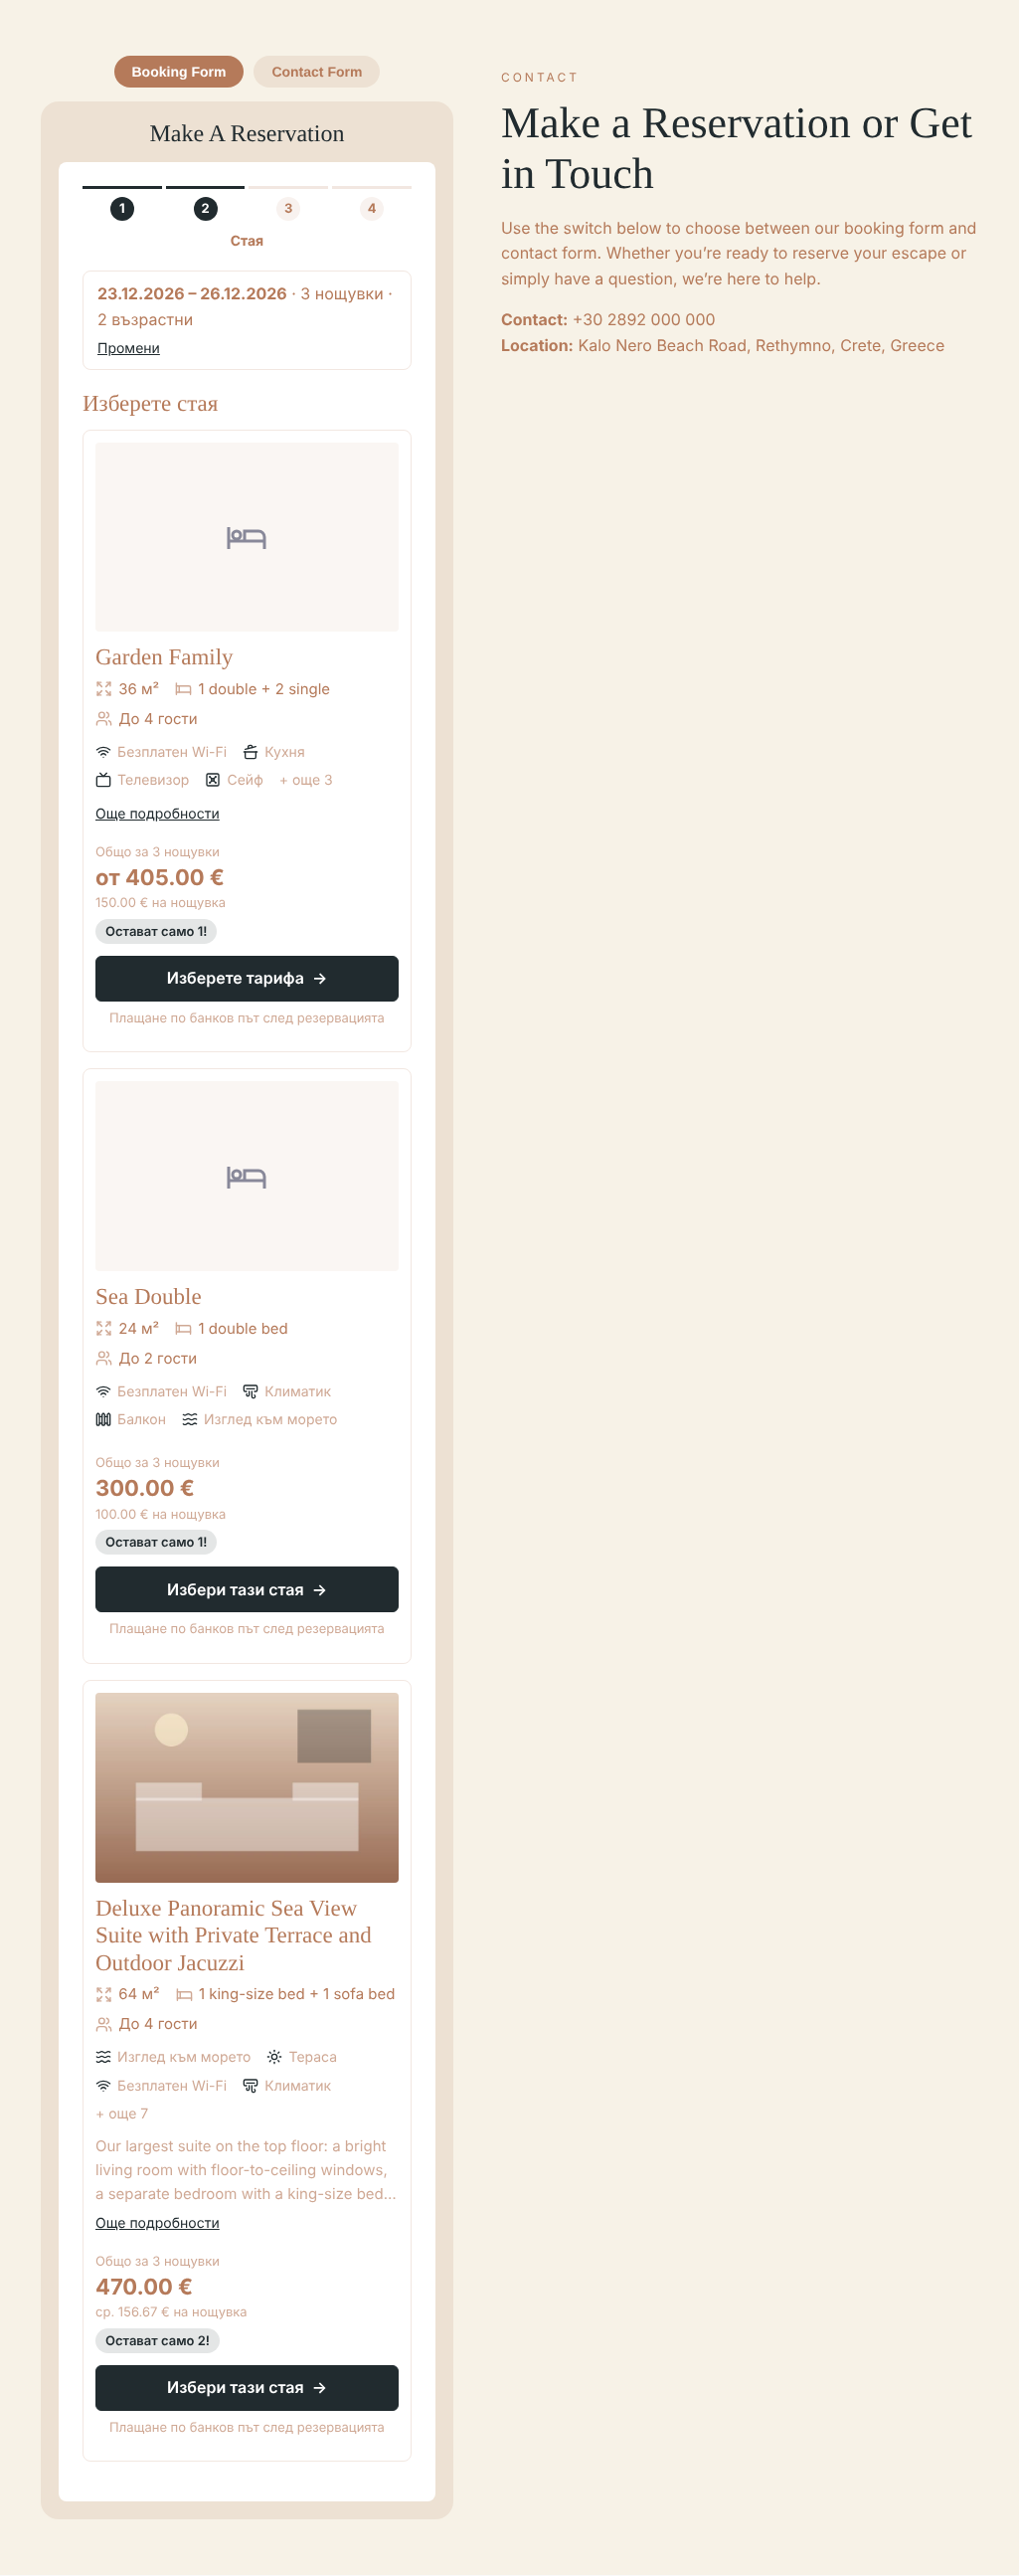 Booking Form
Contact Form
Make A Reservation
1
2
3
4
Стая
23.12.2026 – 26.12.2026 · 3 нощувки ·
2 възрастни
Промени
Изберете стая
Garden Family
36 м² 1 double + 2 single
До 4 гости
Безплатен Wi-Fi Кухня
Телевизор Сейф + още 3
Още подробности
Общо за 3 нощувки
от 405.00 €
150.00 € на нощувка
Остават само 1!
Изберете тарифа →
Плащане по банков път след резервацията
Sea Double
24 м² 1 double bed
До 2 гости
Безплатен Wi-Fi Климатик
Балкон Изглед към морето
Общо за 3 нощувки
300.00 €
100.00 € на нощувка
Остават само 1!
Избери тази стая →
Плащане по банков път след резервацията
Deluxe Panoramic Sea View
Suite with Private Terrace and
Outdoor Jacuzzi
64 м² 1 king-size bed + 1 sofa bed
До 4 гости
Изглед към морето Тераса
Безплатен Wi-Fi Климатик
+ още 7
Our largest suite on the top floor: a bright
living room with floor-to-ceiling windows,
a separate bedroom with a king-size bed...
Още подробности
Общо за 3 нощувки
470.00 €
ср. 156.67 € на нощувка
Остават само 2!
Избери тази стая →
Плащане по банков път след резервацията
CONTACT
Make a Reservation or Get
in Touch
Use the switch below to choose between our booking form and
contact form. Whether you’re ready to reserve your escape or
simply have a question, we’re here to help.
Contact: +30 2892 000 000
Location: Kalo Nero Beach Road, Rethymno, Crete, Greece